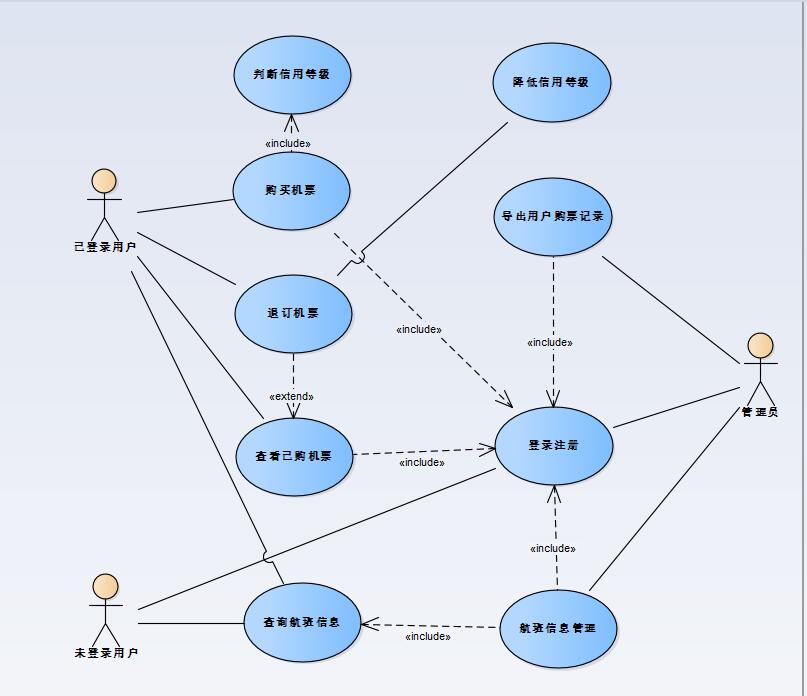 判断信用等级
降低信用等级
«include»
购买机票
导出用户购票记录
已登录用户
退订机票
«include»
«include»
管理员
«extend»
查看已购机票
«include»
登录注册
«include»
未登录用户
查询航班信息
«include»
航班信息管理